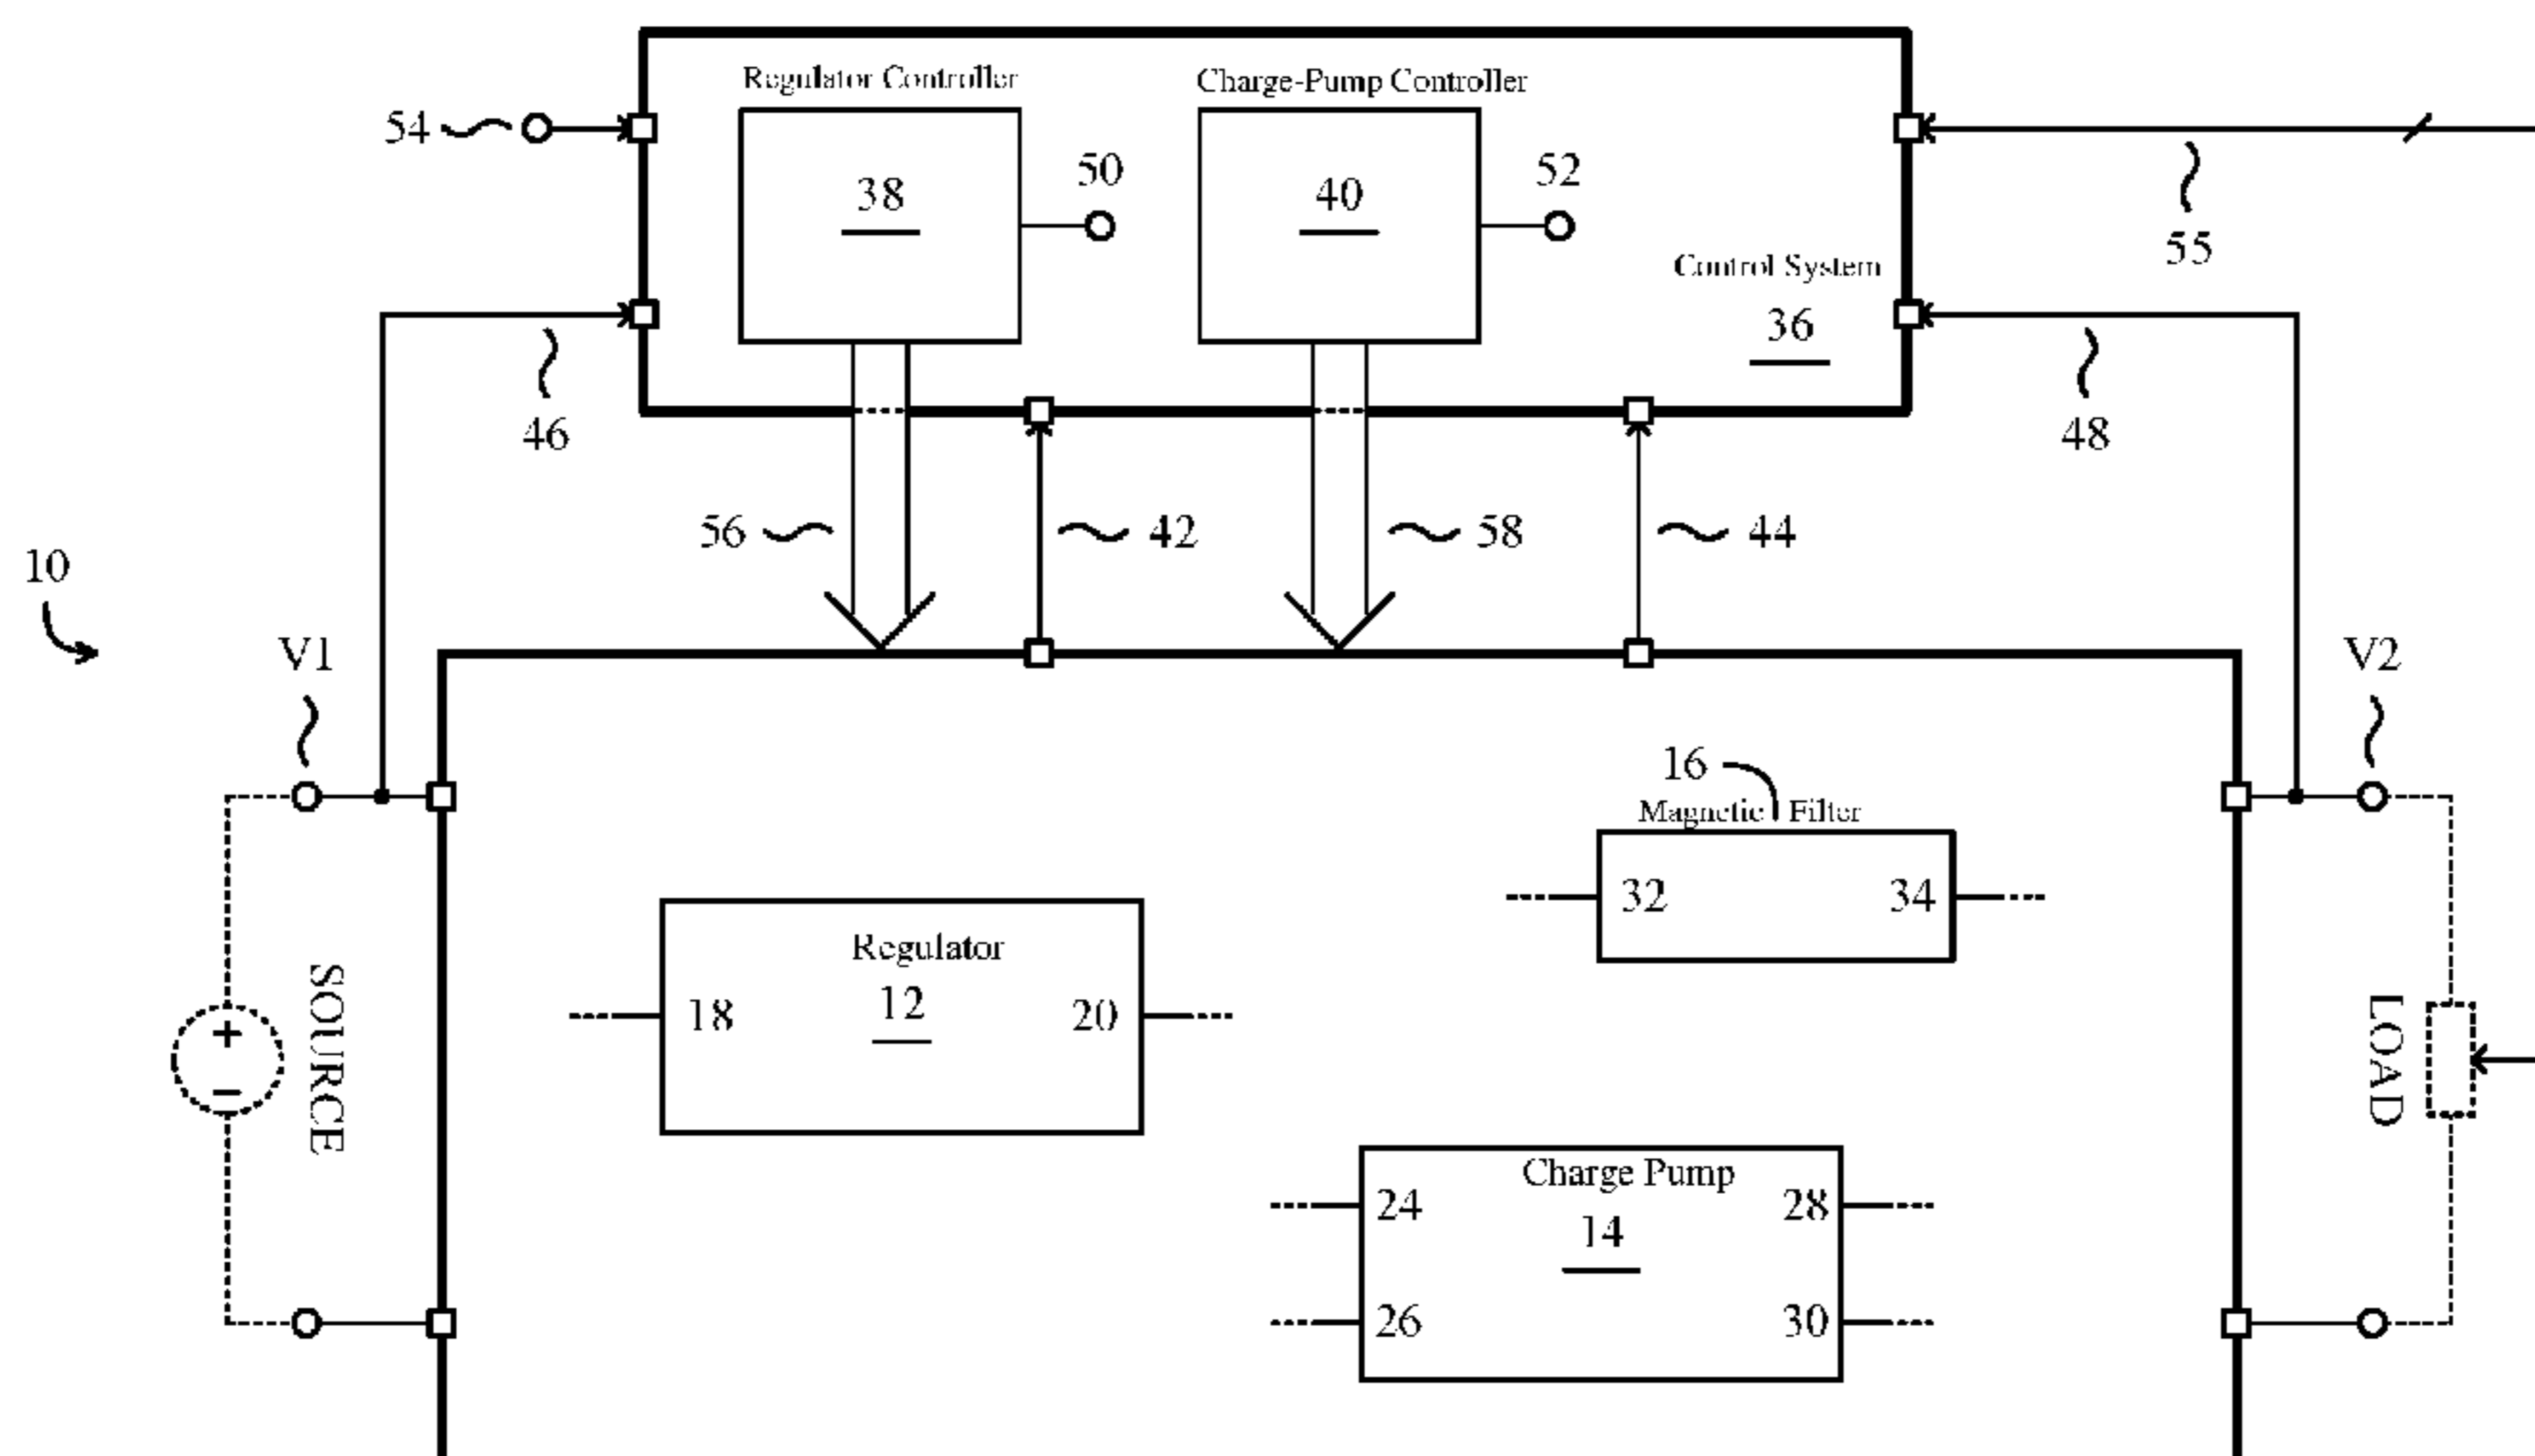 Regulator Controller
Charge-Pump Controller
54
38
50
40
52
55
Control System
36
46
48
56
42
58
44
10
V1
V2
16
Magnetic Filter
32
34
Regulator
18
12
20
SOURCE
LOAD
+
−
Charge Pump
24
28
14
26
30